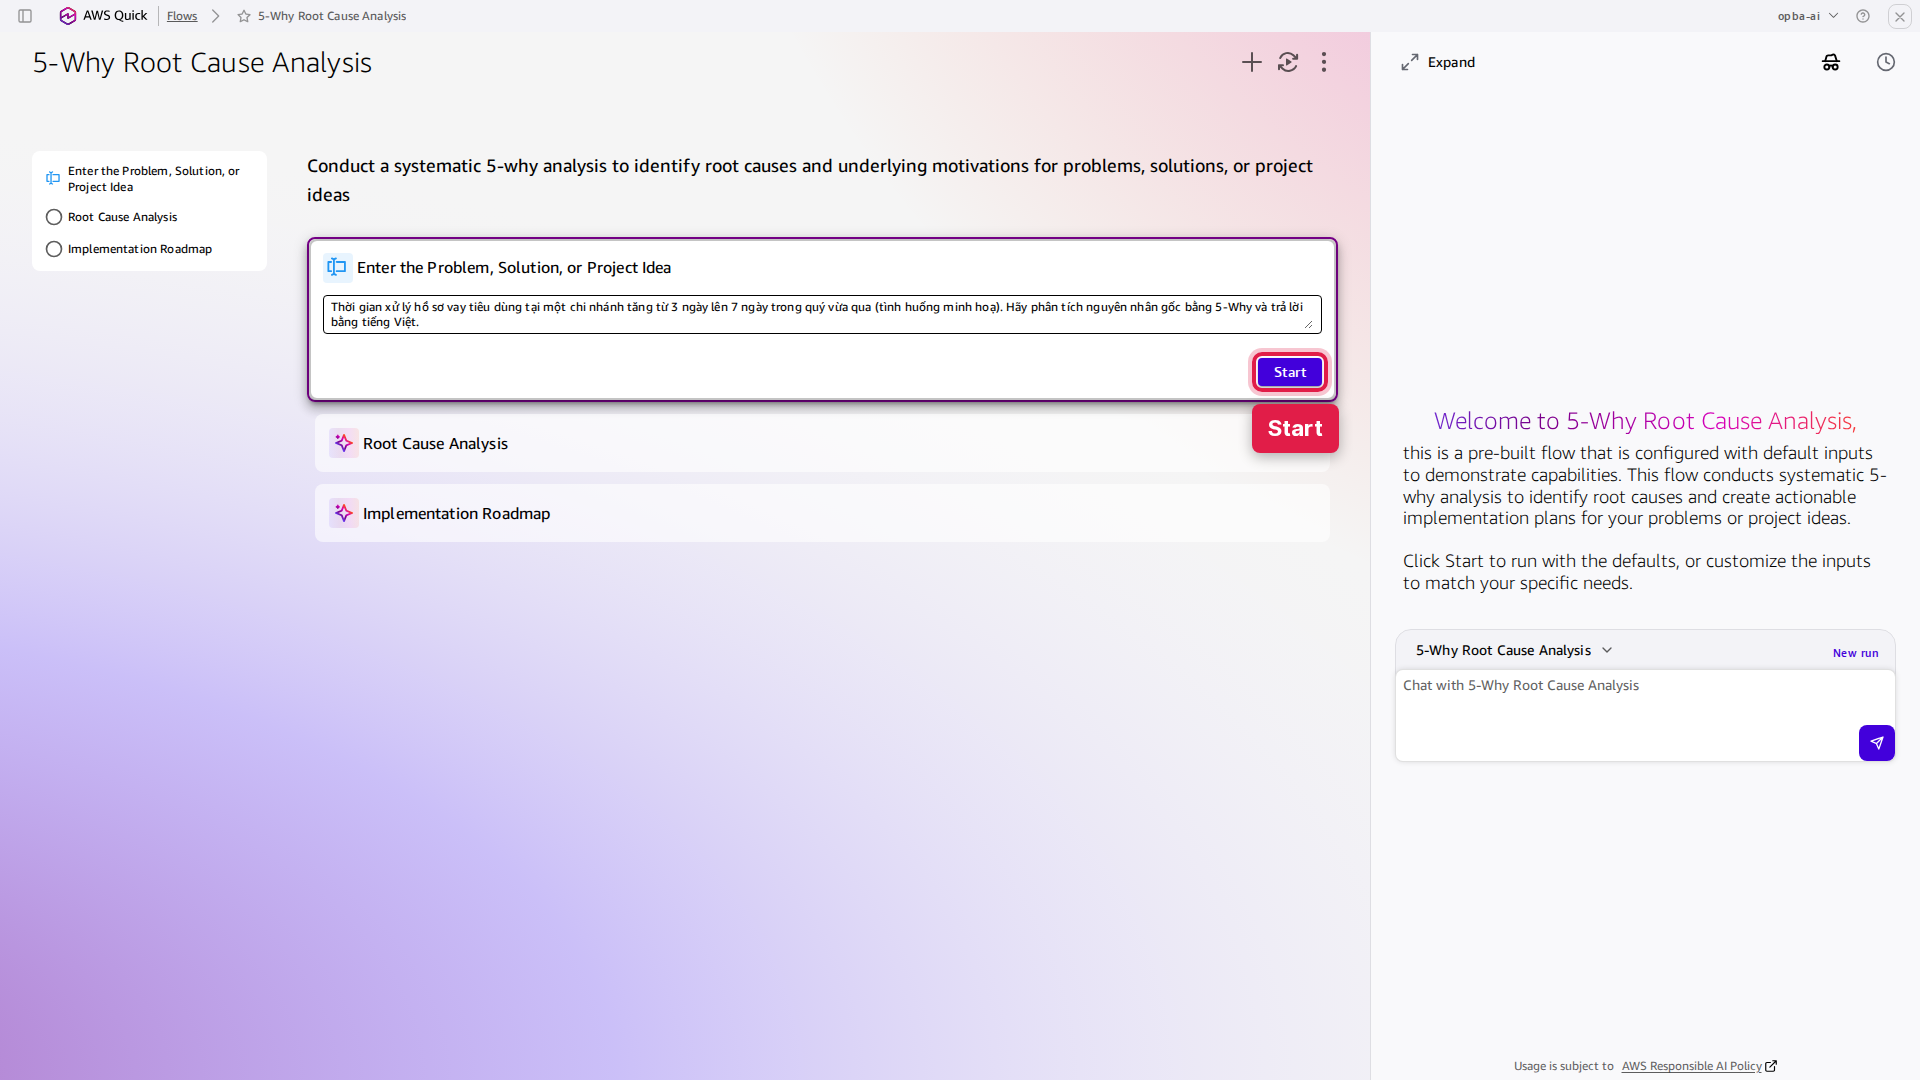 AWS Quick
Flows
5-Why Root Cause Analysis
opba-ai
5-Why Root Cause Analysis
Expand
Enter the Problem, Solution, or
Project Idea
Root Cause Analysis
Implementation Roadmap
Conduct a systematic 5-why analysis to identify root causes and underlying motivations for problems, solutions, or project
ideas
Enter the Problem, Solution, or Project Idea
Thời gian xử lý hồ sơ vay tiêu dùng tại một chi nhánh tăng từ 3 ngày lên 7 ngày trong quý vừa qua (tình huống minh hoạ). Hãy phân tích nguyên nhân gốc bằng 5-Why và trả lời
bằng tiếng Việt.
Start
Start
Root Cause Analysis
Implementation Roadmap
Welcome to 5-Why Root Cause Analysis,
this is a pre-built flow that is configured with default inputs
to demonstrate capabilities. This flow conducts systematic 5-
why analysis to identify root causes and create actionable
implementation plans for your problems or project ideas.
Click Start to run with the defaults, or customize the inputs
to match your specific needs.
5-Why Root Cause Analysis
New run
Chat with 5-Why Root Cause Analysis
Usage is subject to AWS Responsible AI Policy